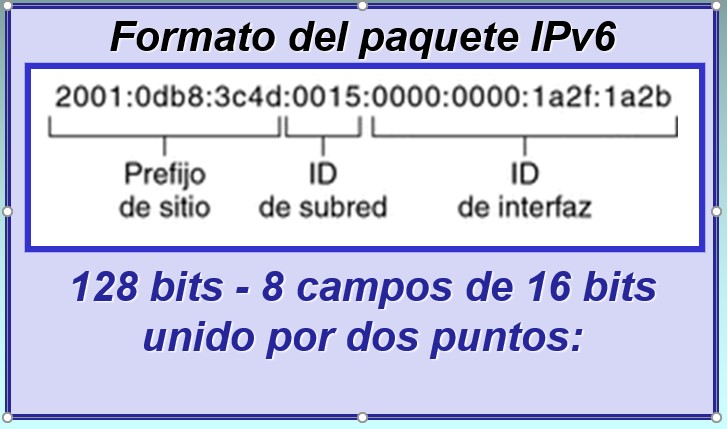 Formato del paquete IPv6
2001:0db8:3c4d:0015:0000:0000:1a2f:1a2b
Prefijo ID ID
de sitio de subred de interfaz
128 bits - 8 campos de 16 bits
unido por dos puntos: